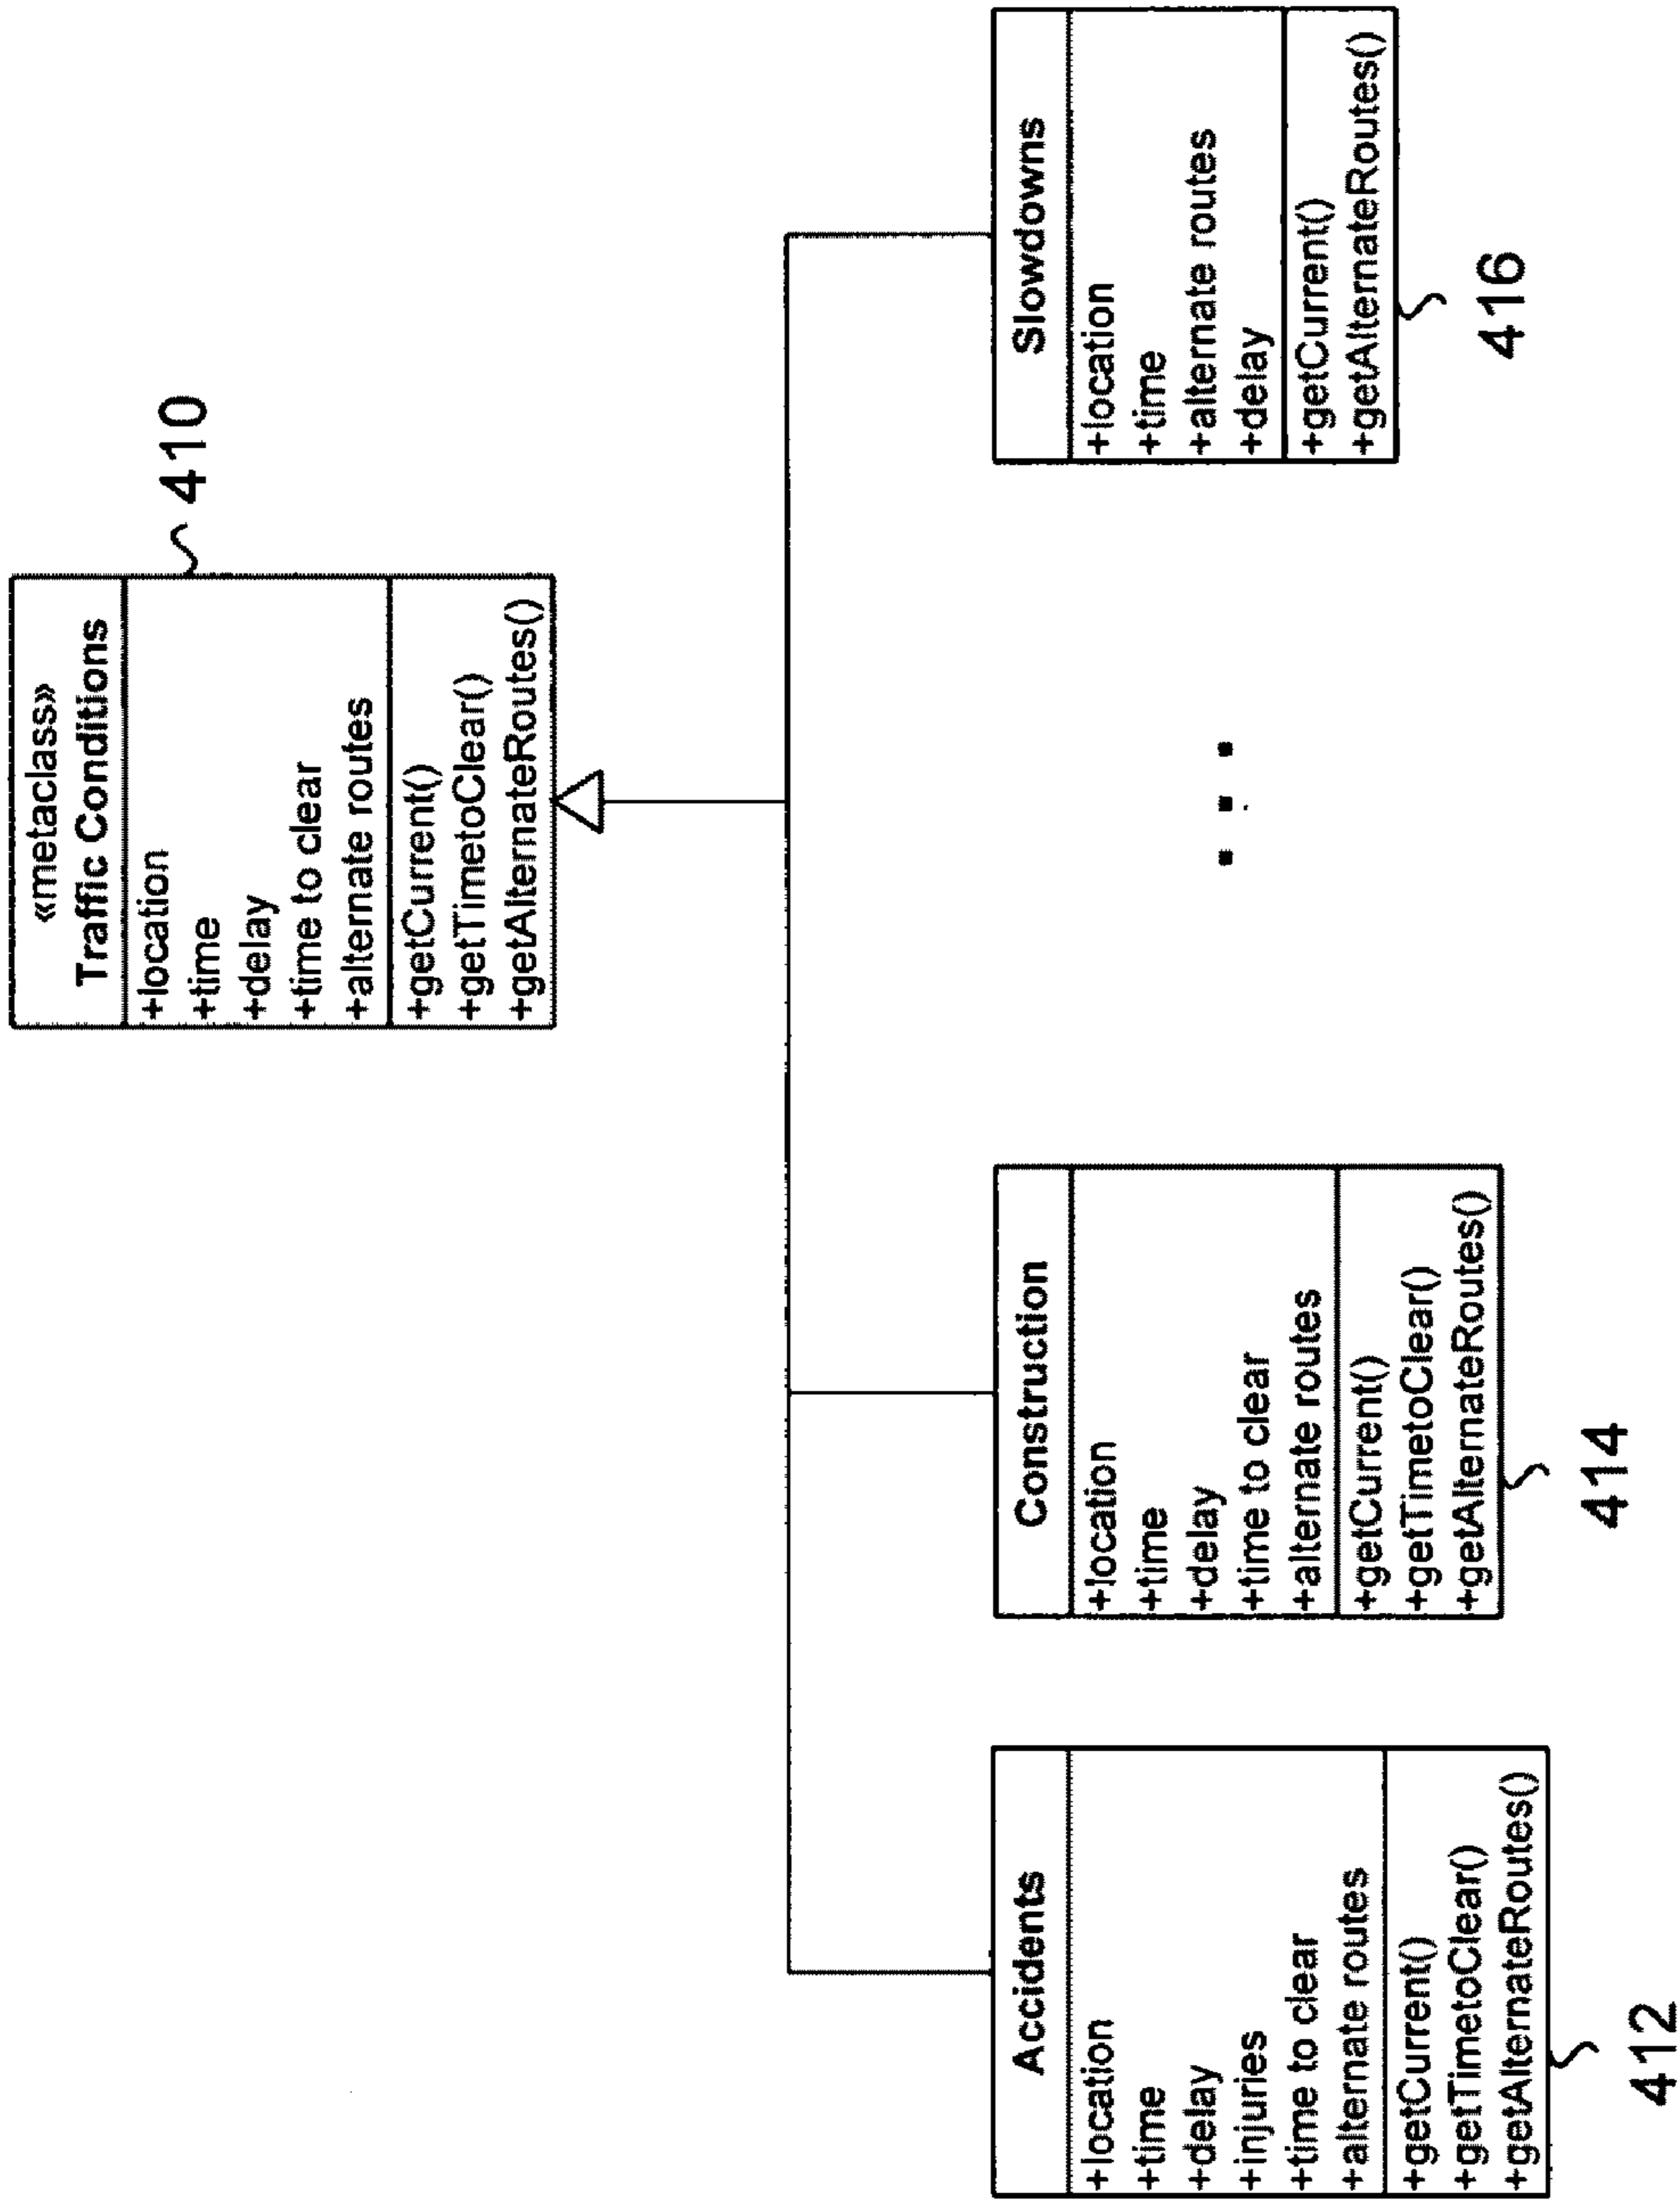 «metaclass»
Traffic Conditions
+location
+time
+delay
+time to clear
+alternate routes
+getCurrent()
+getTimetoClear()
+getAlternateRoutes()
410
Accidents
+location
+time
+delay
+injuries
+time to clear
+alternate routes
+getCurrent()
+getTimetoClear()
+getAlternateRoutes()
412
Construction
+location
+time
+delay
+time to clear
+alternate routes
+getCurrent()
+getTimetoClear()
+getAlternateRoutes()
414
Slowdowns
+location
+time
+alternate routes
+delay
+getCurrent()
+getAlternateRoutes()
416